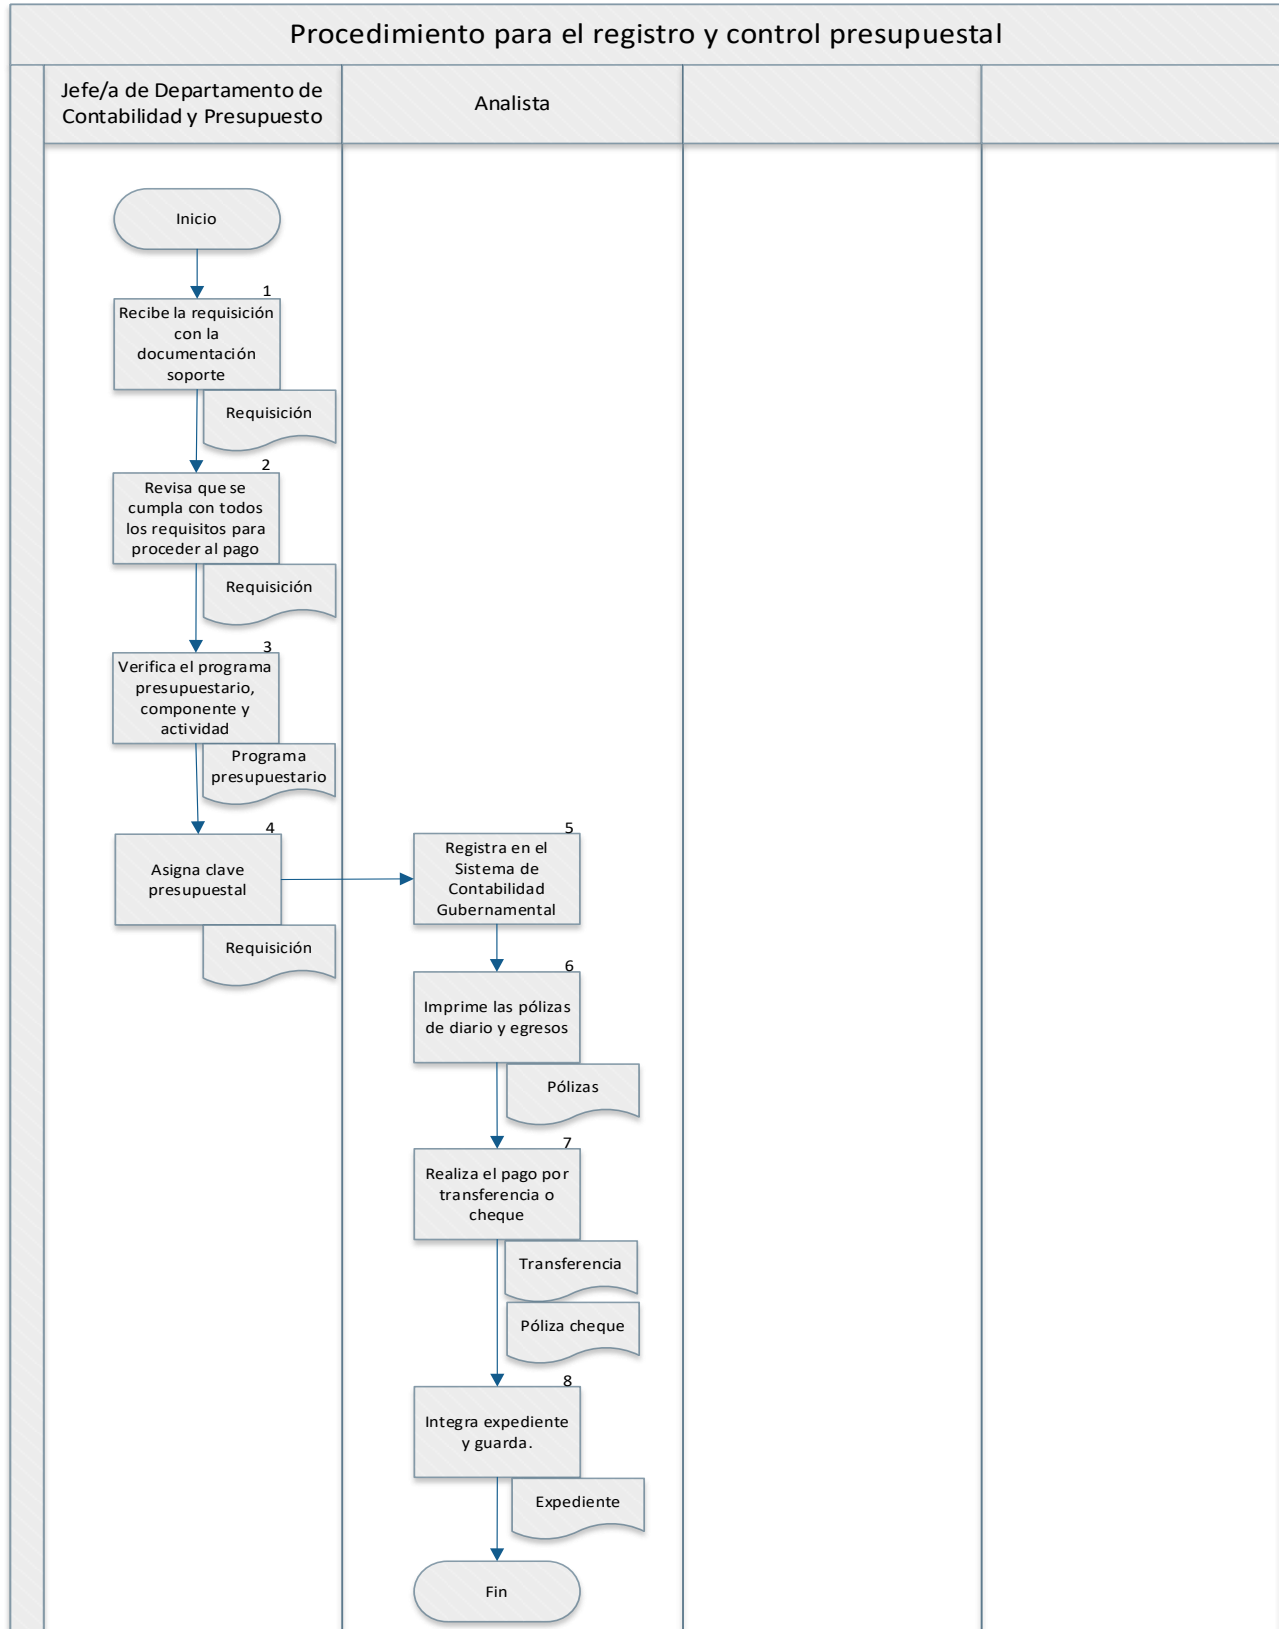 Procedimiento para el registro y control presupuestal
Jefe/a de Departamento de
Contabilidad y Presupuesto
Analista
Inicio
1
Recibe la requisición
con la
documentación
soporte
Requisición
2
Revisa que se
cumpla con todos
los requisitos para
proceder al pago
Requisición
3
Verifica el programa
presupuestario,
componente y
actividad
Programa
presupuestario
4
Asigna clave
presupuestal
Requisición
5
Registra en el
Sistema de
Contabilidad
Gubernamental
6
Imprime las pólizas
de diario y egresos
Pólizas
7
Realiza el pago por
transferencia o
cheque
Transferencia
Póliza cheque
8
Integra expediente
y guarda.
Expediente
Fin